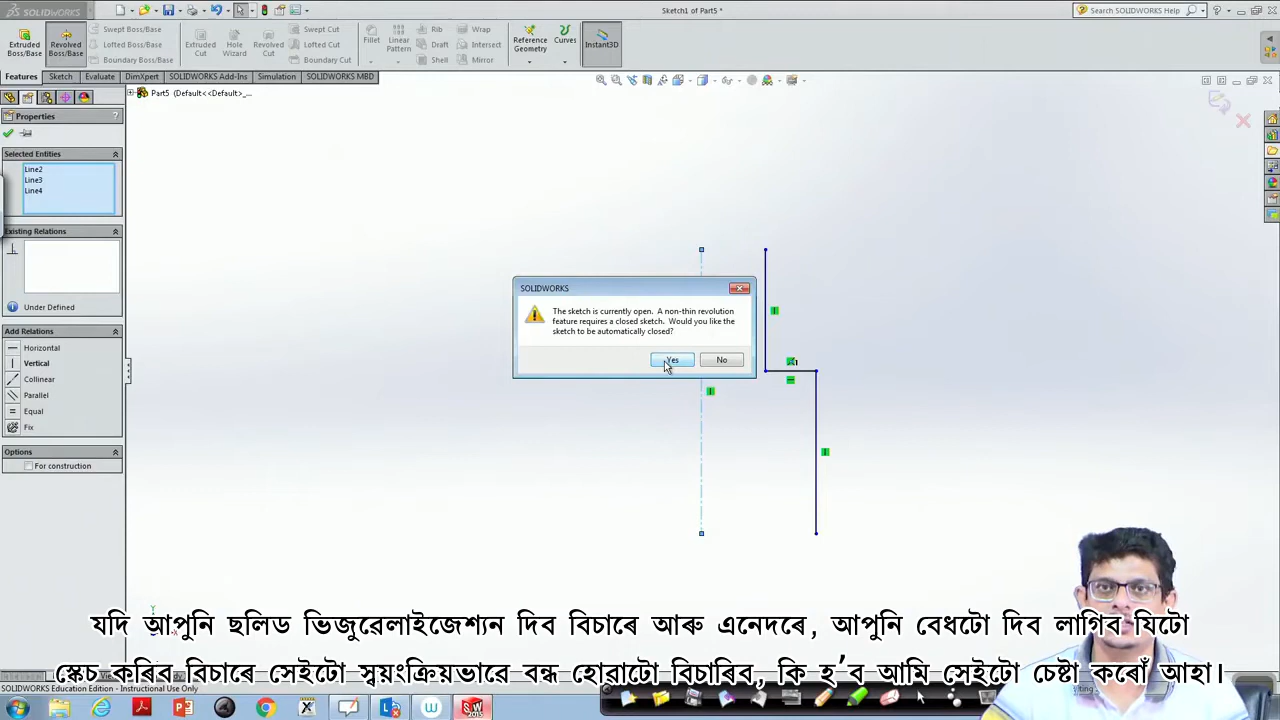 SOLIDWORKS
Sketch1 of Part5 *
Search SOLIDWORKS Help
Extruded Boss/Base
Revolved Boss/Base
Swept Boss/Base
Lofted Boss/Base
Boundary Boss/Base
Extruded Cut
Hole Wizard
Revolved Cut
Swept Cut
Lofted Cut
Boundary Cut
Fillet
Linear Pattern
Rib
Draft
Shell
Wrap
Intersect
Mirror
Reference Geometry
Curves
Instant3D
Features Sketch Evaluate DimXpert SOLIDWORKS Add-Ins Simulation SOLIDWORKS MBD
Part5 (Default<<Default>_...
Properties ?
Selected Entities
Line2
Line3
Line4
Existing Relations
Under Defined
Add Relations
Horizontal
Vertical
Collinear
Parallel
Equal
Fix
Options
For construction
SOLIDWORKS
The sketch is currently open. A non-thin revolution
feature requires a closed sketch. Would you like the
sketch to be automatically closed?
Yes No
1
যদি আপুনি ছলিড ভিজুৱেলাইজেশ্যন দিব বিচাৰে আৰু এনেদৰে, আপুনি বেধটো দিব লাগিব যিটো
স্কেচ কৰিব বিচাৰে সেইটো স্বয়ংক্ৰিয়ভাৱে বন্ধ হোৱাটো বিচাৰিব, কি হ'ব আমি সেইটো চেষ্টা কৰোঁ আহা।
SOLIDWORKS Education Edition - Instructional Use Only